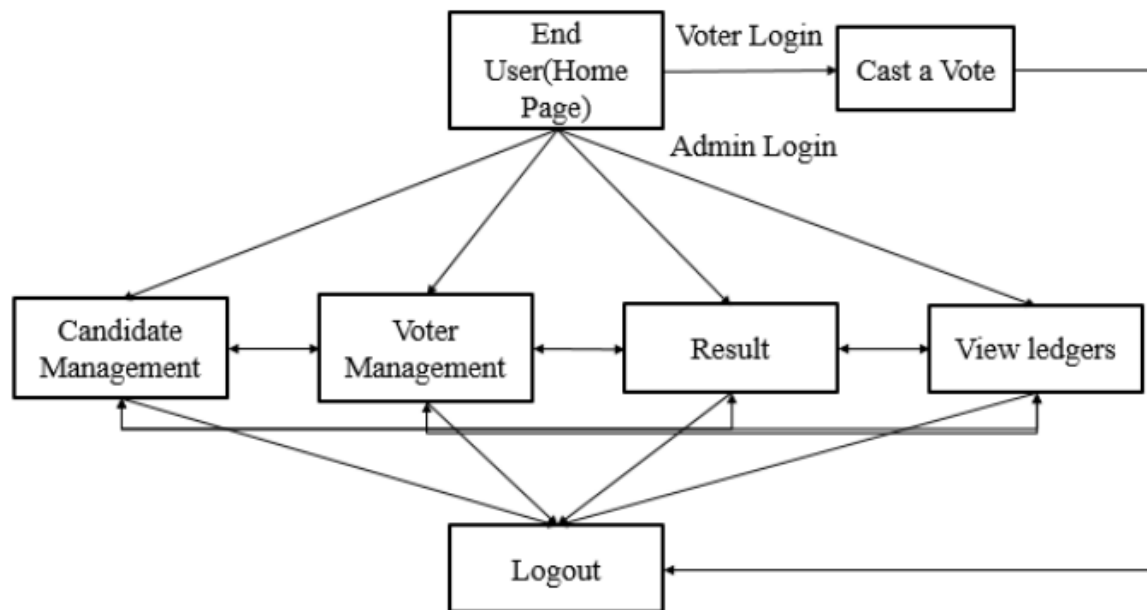 End
User(Home
Page)
Voter Login
Cast a Vote
Admin Login
Candidate
Management
Voter
Management
Result
View ledgers
Logout